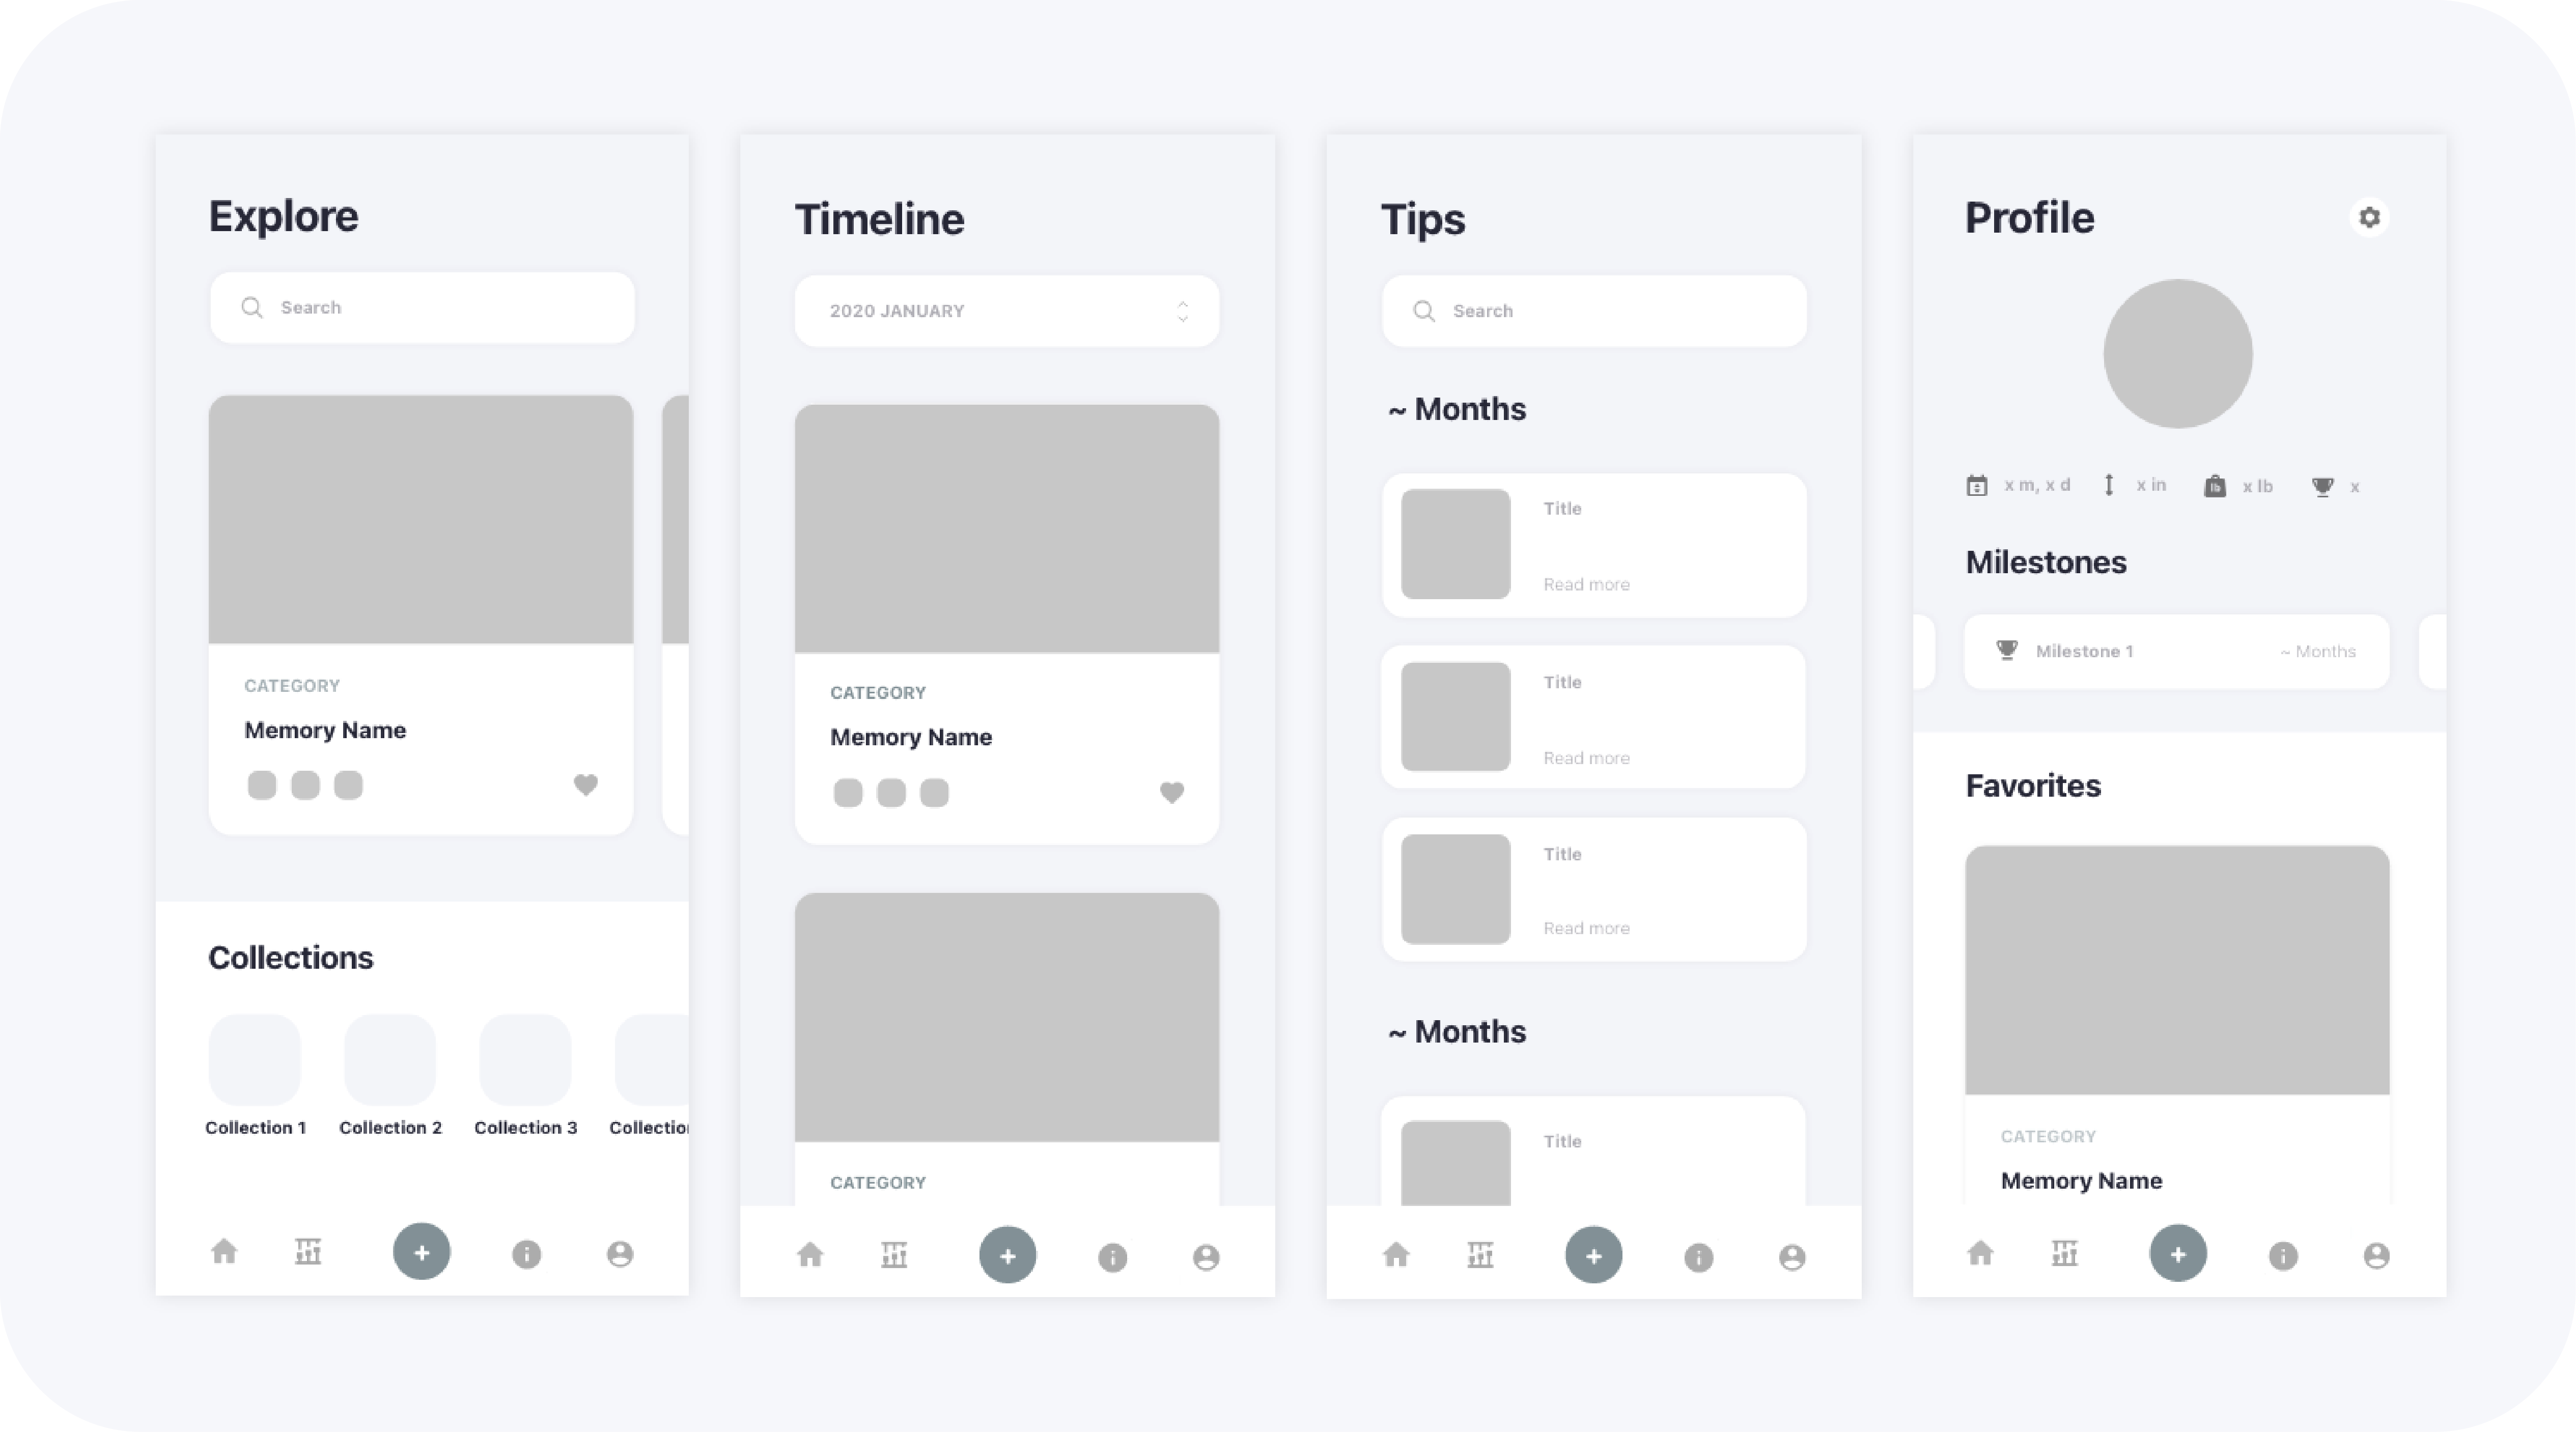 Explore
Search
CATEGORY
Memory Name
Collections
Collection 1
Collection 2
Collection 3
Collectio
Timeline
2020 JANUARY
CATEGORY
Memory Name
CATEGORY
Tips
Search
~ Months
Title
Read more
Title
Read more
Title
Read more
~ Months
Title
Profile
x m, x d
x in
lb
x lb
x
Milestones
Milestone 1
~ Months
Favorites
CATEGORY
Memory Name